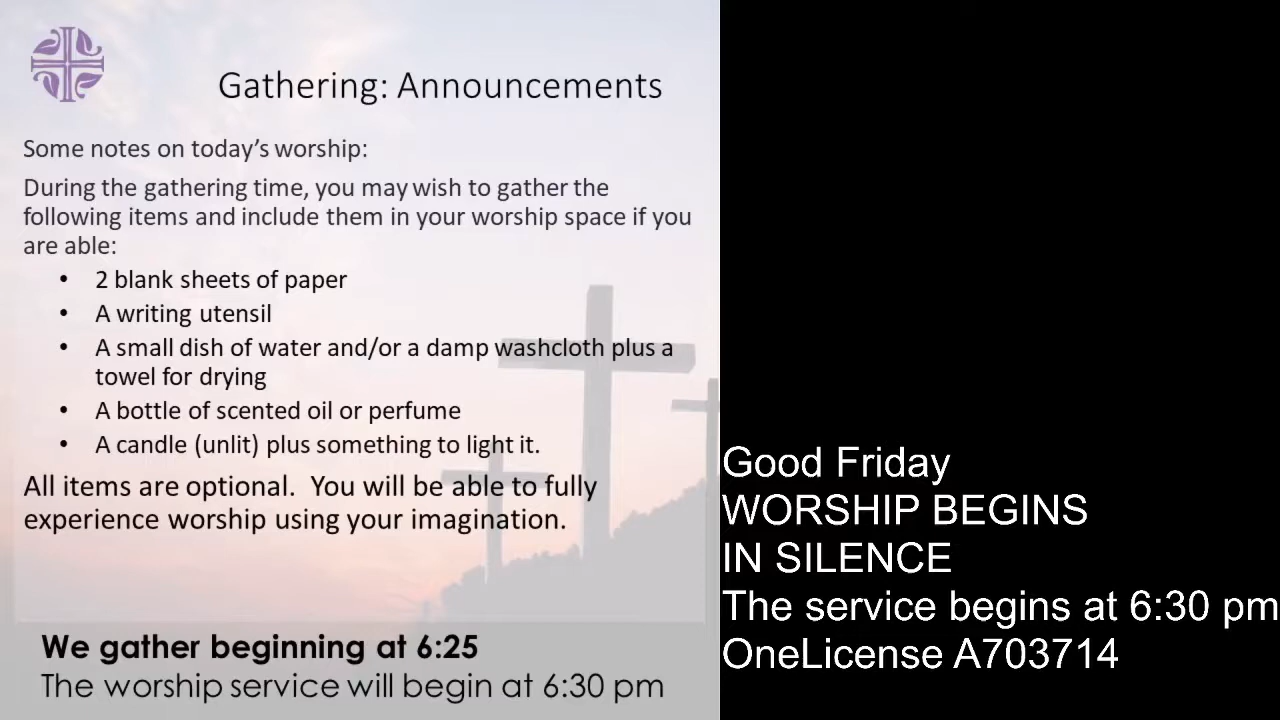 Gathering: Announcements
Some notes on today's worship:
During the gathering time, you may wish to gather the
following items and include them in your worship space if you
are able:
• 2 blank sheets of paper
• A writing utensil
• A small dish of water and/or a damp washcloth plus a
towel for drying
• A bottle of scented oil or perfume
• A candle (unlit) plus something to light it.
All items are optional.  You will be able to fully
experience worship using your imagination.
We gather beginning at 6:25
The worship service will begin at 6:30 pm
Good Friday
WORSHIP BEGINS
IN SILENCE
The service begins at 6:30 pm
OneLicense A703714